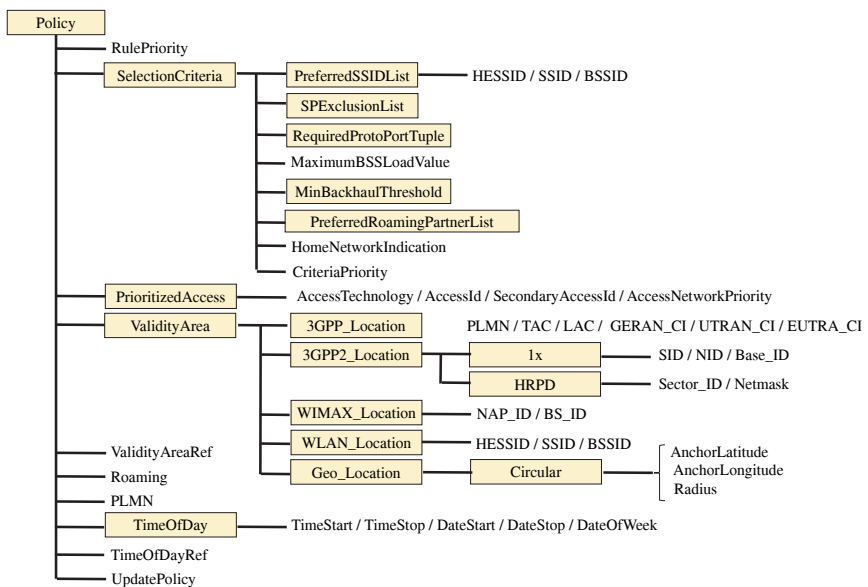 Policy
RulePriority
SelectionCriteria
PreferredSSIDList
HESSID / SSID / BSSID
SPExclusionList
RequiredProtoPortTuple
MaximumBSSLoadValue
MinBackhaulThreshold
PreferredRoamingPartnerList
HomeNetworkIndication
CriteriaPriority
PrioritizedAccess
AccessTechnology / AccessId / SecondaryAccessId / AccessNetworkPriority
ValidityArea
3GPP_Location
PLMN / TAC / LAC / GERAN_CI / UTRAN_CI / EUTRA_CI
3GPP2_Location
1x
SID / NID / Base_ID
HRPD
Sector_ID / Netmask
WIMAX_Location
NAP_ID / BS_ID
WLAN_Location
HESSID / SSID / BSSID
Geo_Location
Circular
AnchorLatitude
AnchorLongitude
Radius
ValidityAreaRef
Roaming
PLMN
TimeOfDay
TimeStart / TimeStop / DateStart / DateStop / DateOfWeek
TimeOfDayRef
UpdatePolicy